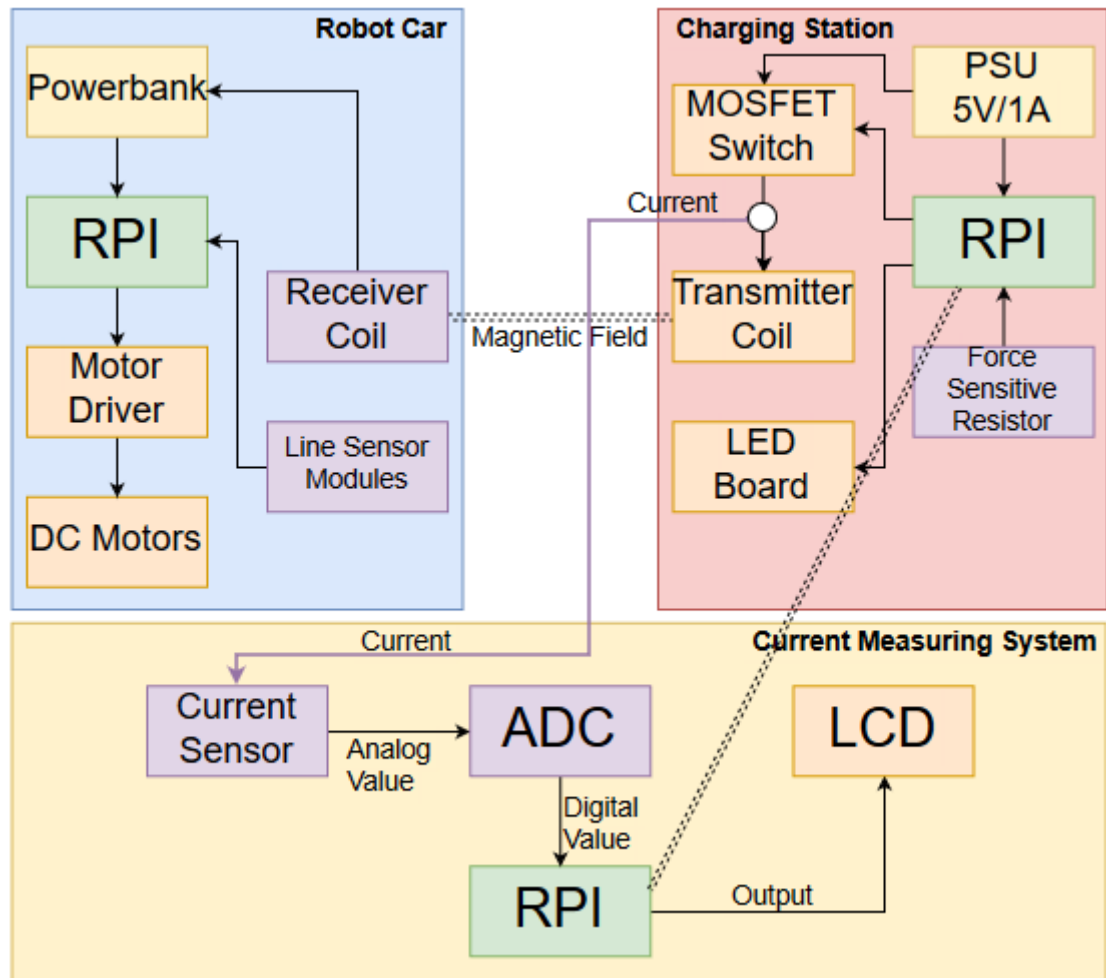 Robot Car
Powerbank
RPI
Motor
Driver
DC Motors
Receiver
Coil
Line Sensor
Modules
Magnetic Field
Current
Charging Station
MOSFET
Switch
PSU
5V/1A
RPI
Transmitter
Coil
Force
Sensitive
Resistor
LED
Board
Current Measuring System
Current
Current
Sensor
Analog
Value
ADC
Digital
Value
RPI
Output
LCD